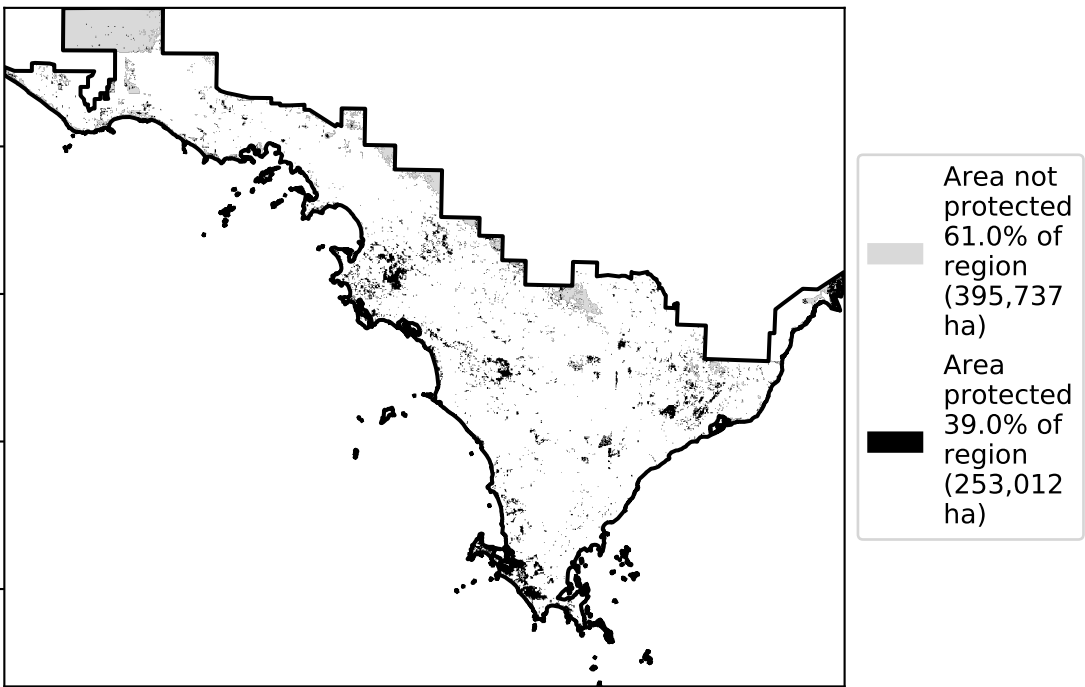 Area not
protected
61.0% of
region
(395,737
ha)
Area
protected
39.0% of
region
(253,012
ha)